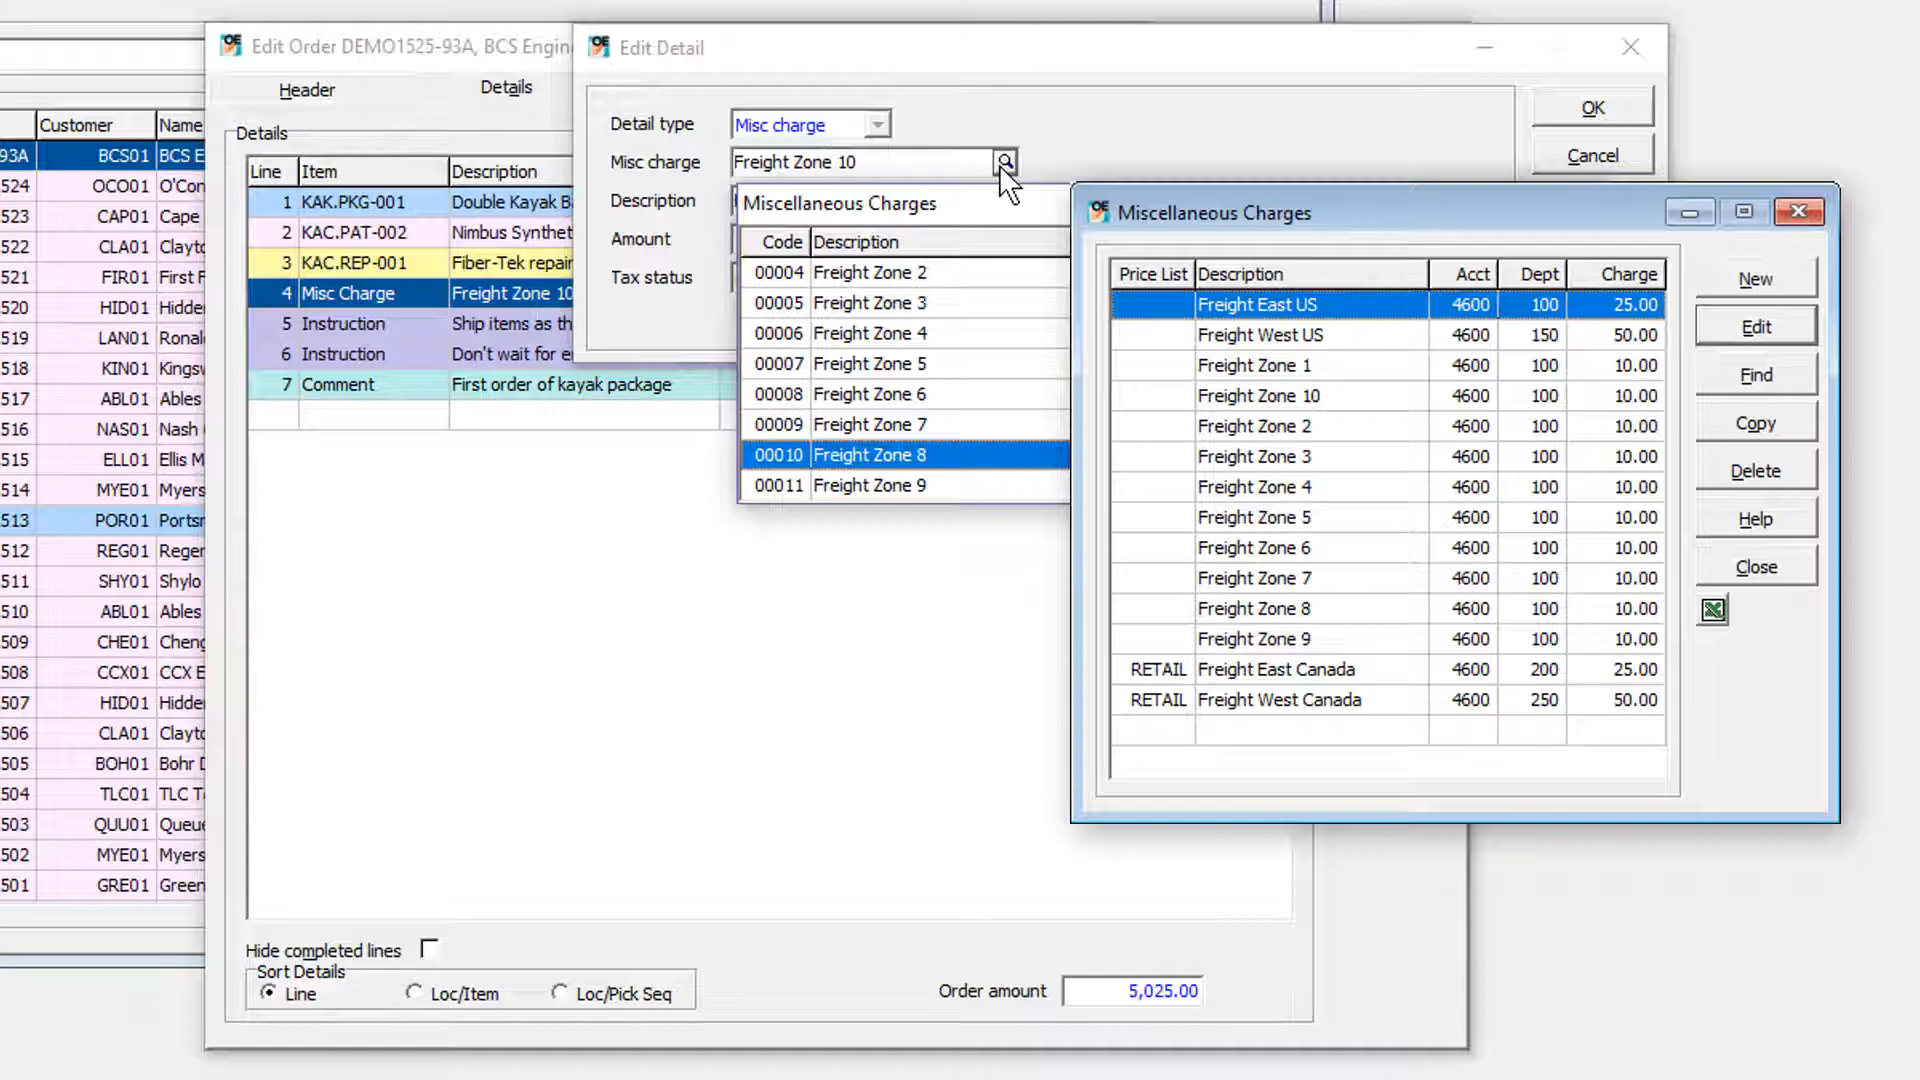 Edit Order DEMO1525-93A, BCS Engin
Header
Details
Customer Name
93A BCS01 BCS E
524 OCO01 O'Con
523 CAP01 Cape
522 CLA01 Clayto
521 FIR01 First F
520 HID01 Hidden
519 LAN01 Ronal
518 KIN01 Kingsw
517 ABL01 Ables
516 NAS01 Nash
515 ELL01 Ellis M
514 MYE01 Myers
513 POR01 Portsm
512 REG01 Regen
511 SHY01 Shylo
510 ABL01 Ables
509 CHE01 Cheng
508 CCX01 CCX E
507 HID01 Hidde
506 CLA01 Clayto
505 BOH01 Bohr D
504 TLC01 TLC T
503 QUU01 Queue
502 MYE01 Myers
501 GRE01 Green
Details
Line Item Description
1 KAK.PKG-001 Double Kayak B
2 KAC.PAT-002 Nimbus Synthet
3 KAC.REP-001 Fiber-Tek repair
4 Misc Charge Freight Zone 10
5 Instruction Ship items as th
6 Instruction Don't wait for e
7 Comment First order of kayak package
Hide completed lines
Sort Details
Line
Loc/Item
Loc/Pick Seq
Order amount 5,025.00
Edit Detail
Detail type Misc charge
Misc charge Freight Zone 10
Description
Amount
Tax status
OK
Cancel
Miscellaneous Charges
Code Description
00004 Freight Zone 2
00005 Freight Zone 3
00006 Freight Zone 4
00007 Freight Zone 5
00008 Freight Zone 6
00009 Freight Zone 7
00010 Freight Zone 8
00011 Freight Zone 9
Miscellaneous Charges
Price List Description Acct Dept Charge
Freight East US 4600 100 25.00
Freight West US 4600 150 50.00
Freight Zone 1 4600 100 10.00
Freight Zone 10 4600 100 10.00
Freight Zone 2 4600 100 10.00
Freight Zone 3 4600 100 10.00
Freight Zone 4 4600 100 10.00
Freight Zone 5 4600 100 10.00
Freight Zone 6 4600 100 10.00
Freight Zone 7 4600 100 10.00
Freight Zone 8 4600 100 10.00
Freight Zone 9 4600 100 10.00
RETAIL Freight East Canada 4600 200 25.00
RETAIL Freight West Canada 4600 250 50.00
New
Edit
Find
Copy
Delete
Help
Close